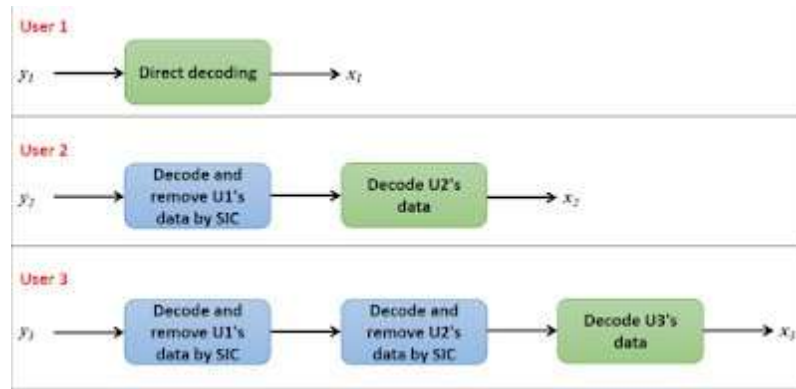 User 1
y₁
Direct decoding
x₁
User 2
y₂
Decode and
remove U1's
data by SIC
Decode U2's
data
x₂
User 3
y₃
Decode and
remove U1's
data by SIC
Decode and
remove U2's
data by SIC
Decode U3's
data
x₃